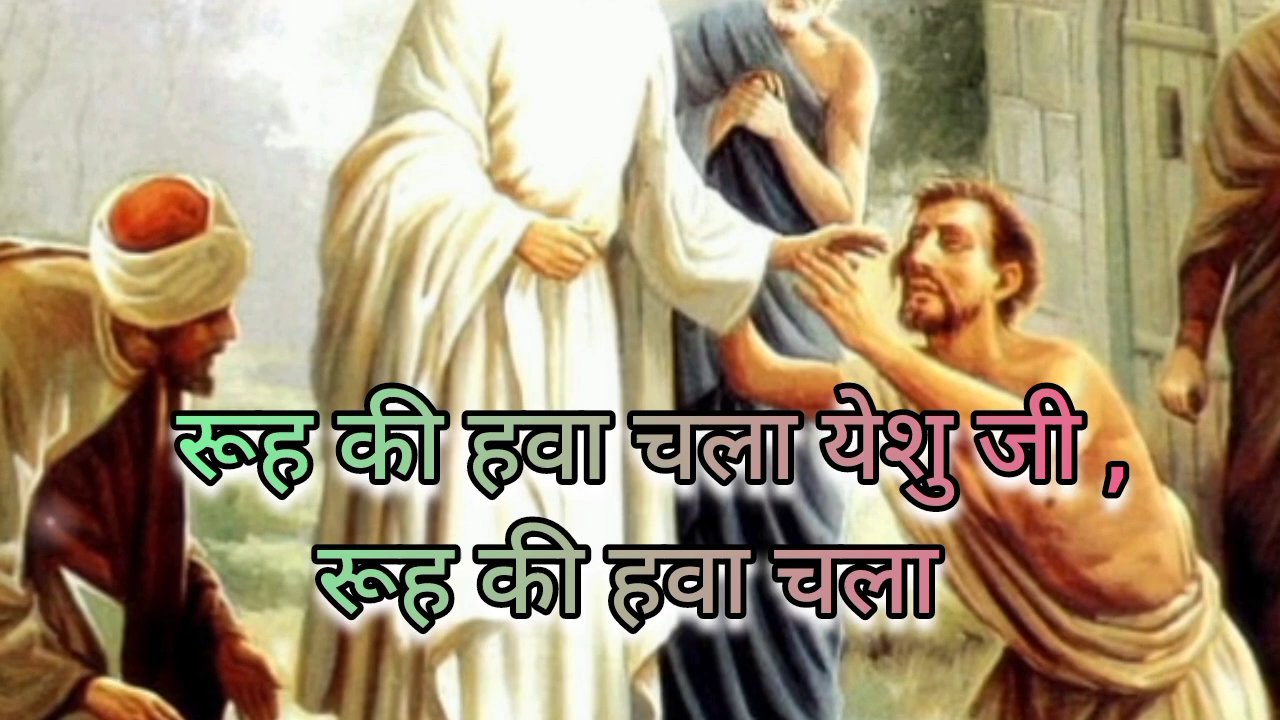 रूह की हवा चला येशु जी ,
रूह की हवा चला